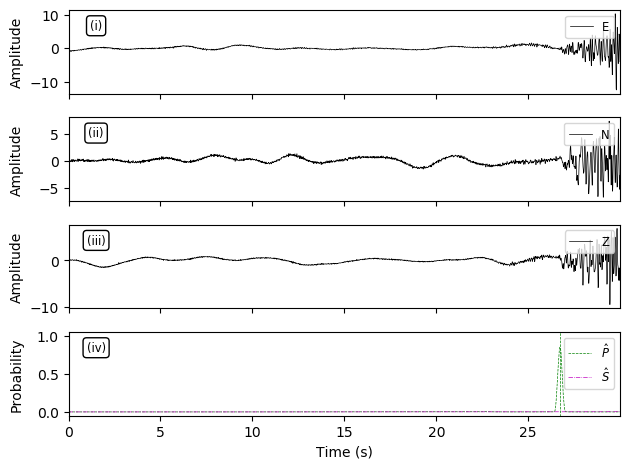 (i)
E
10
0
−10
Amplitude
(ii)
N
5
0
−5
Amplitude
(iii)
Z
0
−10
Amplitude
(iv)
P̂
Ŝ
1.0
0.5
0.0
Probability
0 5 10 15 20 25
Time (s)